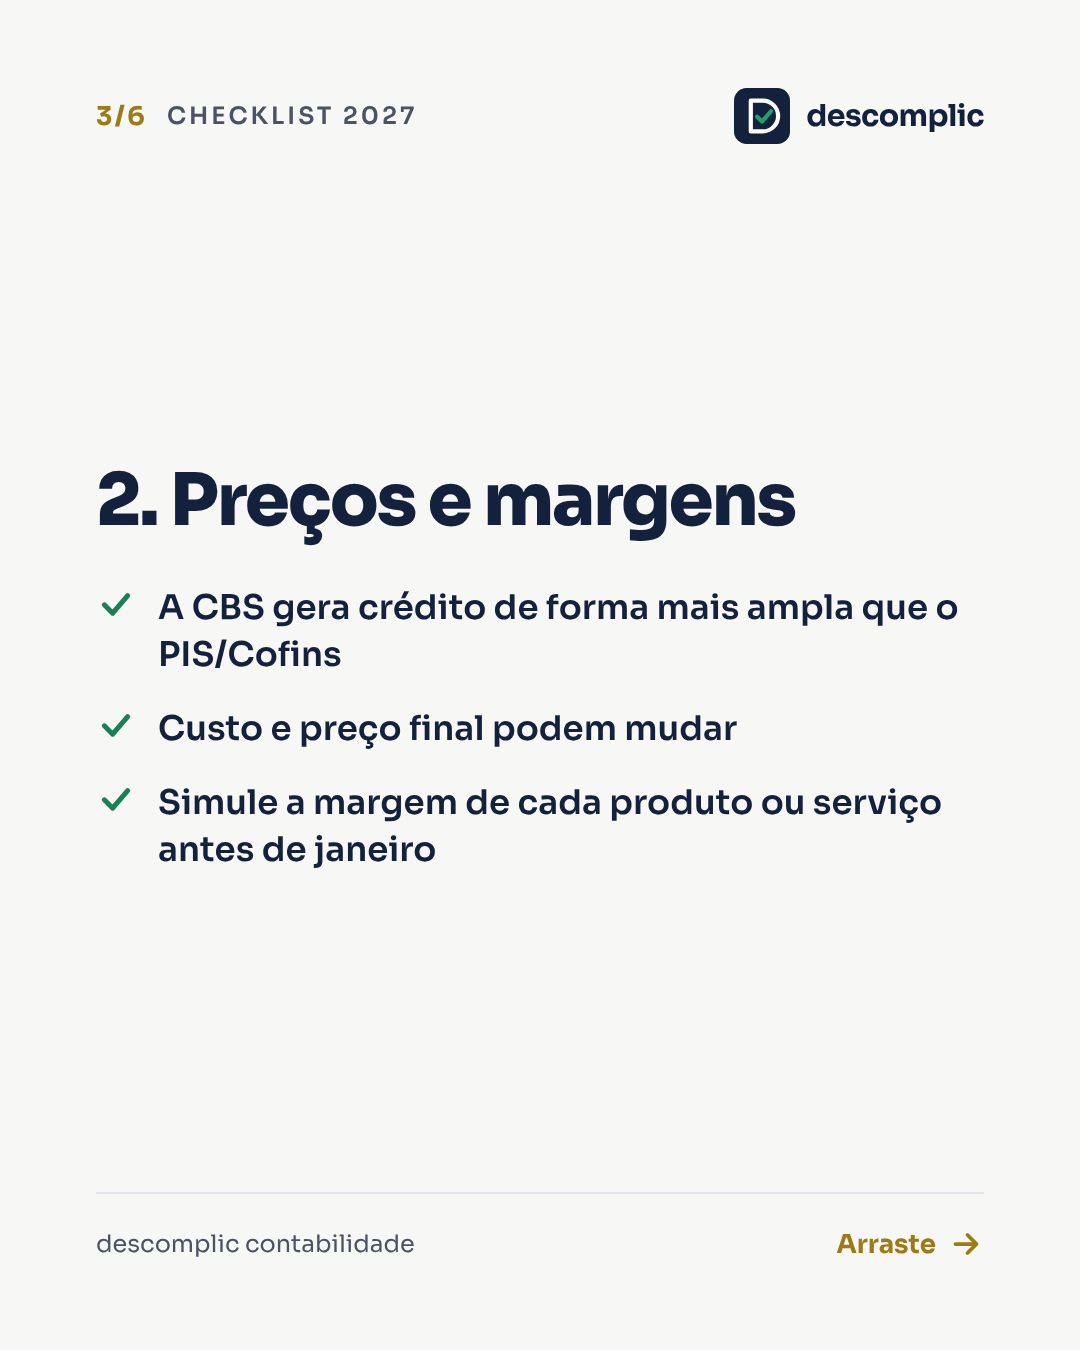 3/6 CHECKLIST 2027
descomplic
2. Preços e margens
A CBS gera crédito de forma mais ampla que o
PIS/Cofins
Custo e preço final podem mudar
Simule a margem de cada produto ou serviço
antes de janeiro
descomplic contabilidade
Arraste →